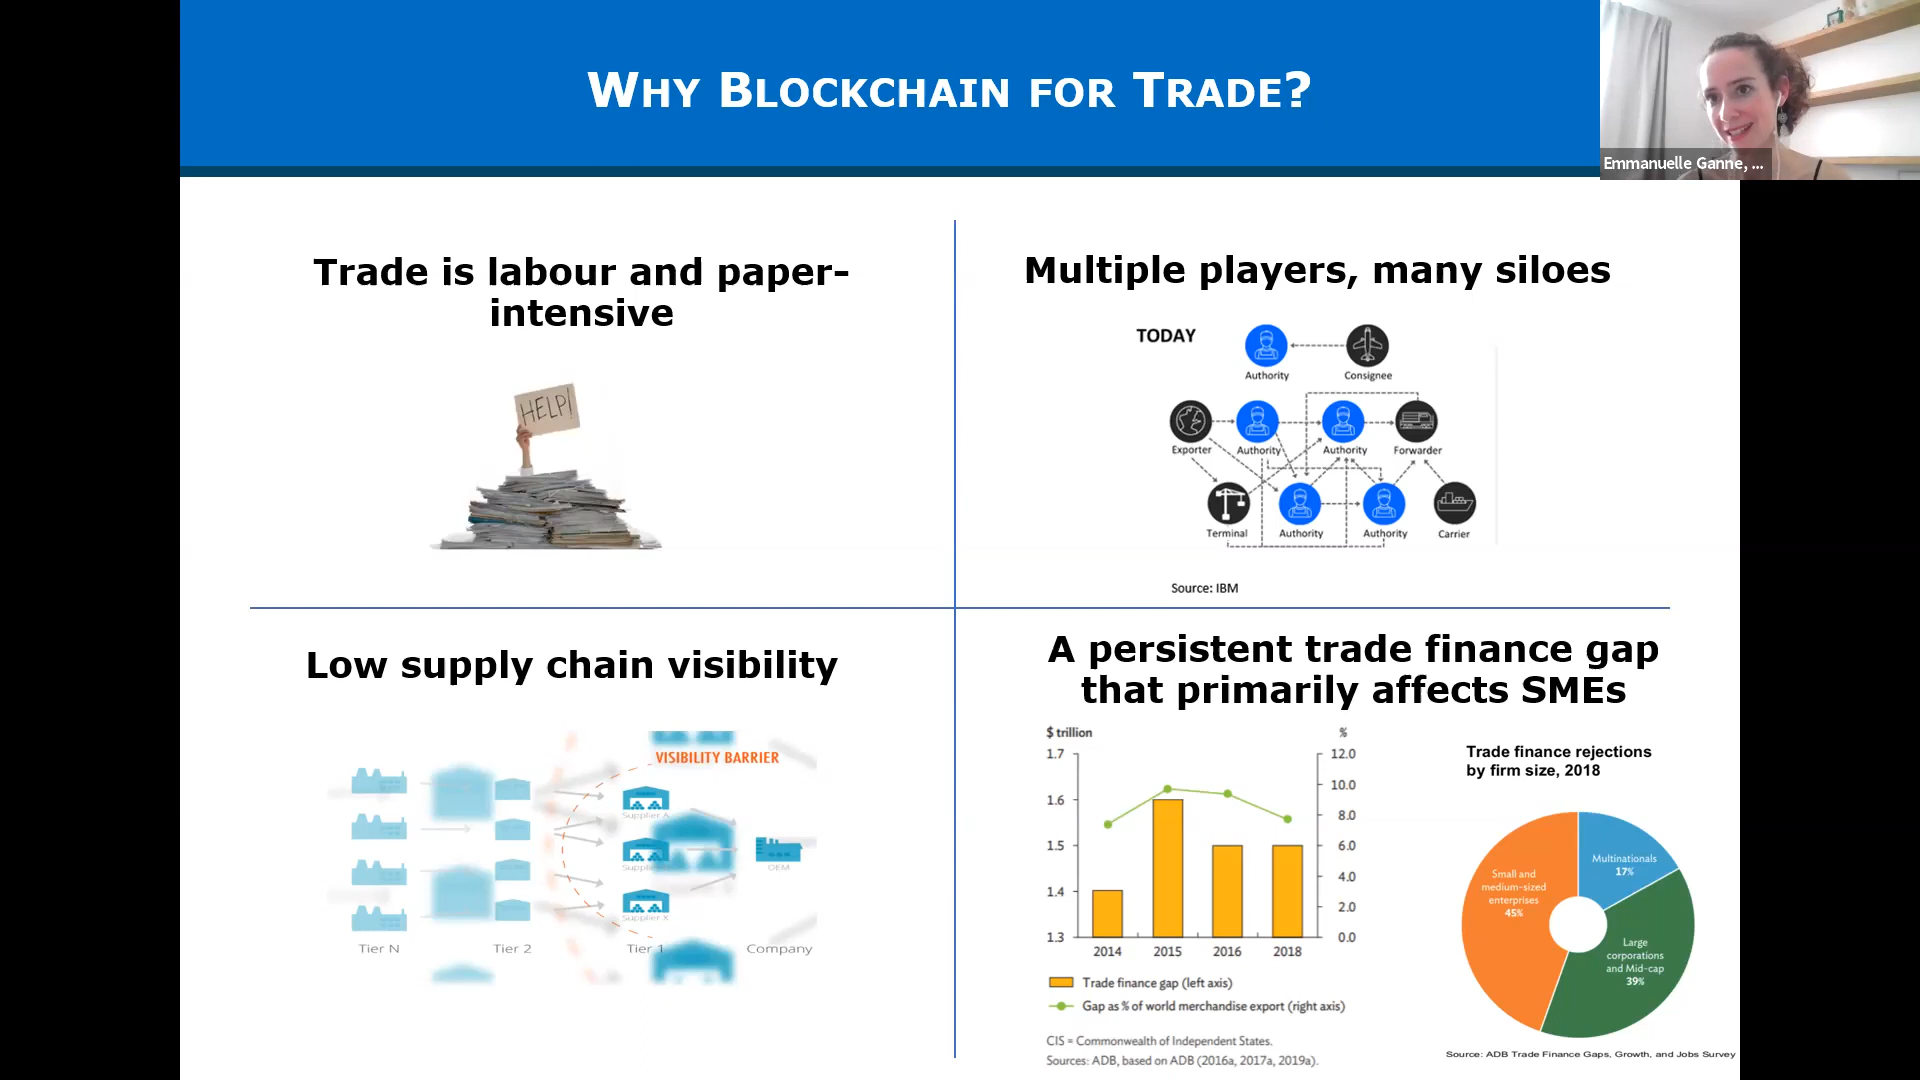 WHY BLOCKCHAIN FOR TRADE?
Emmanuelle Ganne, ...
Trade is labour and paper-
intensive
HELP!
Multiple players, many siloes
TODAY
Authority
Consignee
Exporter
Authority
Authority
Forwarder
Terminal
Authority
Authority
Carrier
Source: IBM
Low supply chain visibility
VISIBILITY BARRIER
Supplier A
Supplier
Supplier X
OEM
Tier N
Tier 2
Tier 1
Company
A persistent trade finance gap
that primarily affects SMEs
$ trillion
%
1.7
1.6
1.5
1.4
1.3
12.0
10.0
8.0
6.0
4.0
2.0
0.0
2014
2015
2016
2018
Trade finance gap (left axis)
Gap as % of world merchandise export (right axis)
CIS = Commonwealth of Independent States.
Sources: ADB, based on ADB (2016a, 2017a, 2019a).
Trade finance rejections
by firm size, 2018
Multinationals
17%
Small and
medium-sized
enterprises
45%
Large
corporations
and Mid-cap
39%
Source: ADB Trade Finance Gaps, Growth, and Jobs Survey